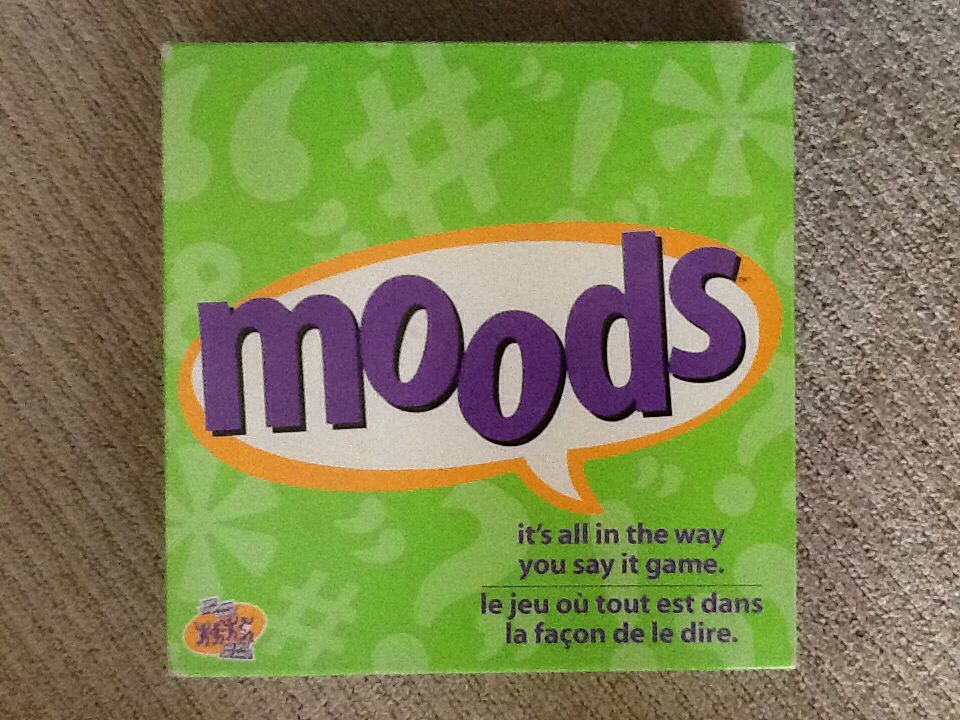 moods
it's all in the way
you say it game.
le jeu où tout est dans
la façon de le dire.